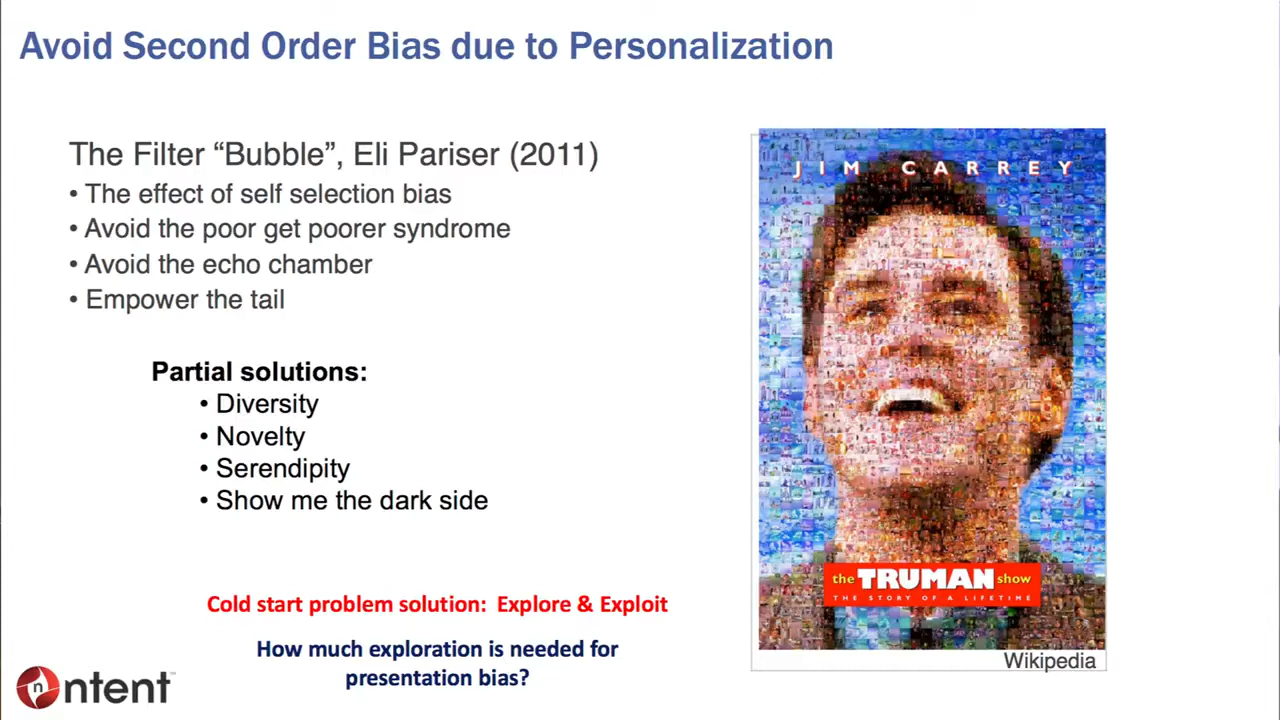 Avoid Second Order Bias due to Personalization
The Filter “Bubble”, Eli Pariser (2011)
• The effect of self selection bias
• Avoid the poor get poorer syndrome
• Avoid the echo chamber
• Empower the tail
Partial solutions:
• Diversity
• Novelty
• Serendipity
• Show me the dark side
Cold start problem solution: Explore & Exploit
How much exploration is needed for
presentation bias?
JIM CARREY
the TRUMAN show
THE STORY OF A LIFETIME
Wikipedia
n ntent™